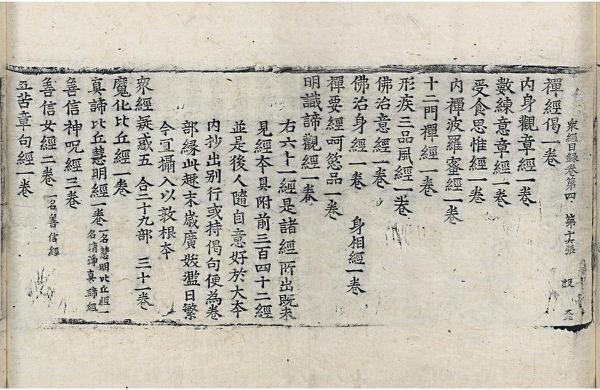 衆經目録卷第四 第十六張
禪經偈一卷
内身觀章經一卷
數練意章經一卷
受食思惟經一卷
内禪波羅蜜經一卷
十二門禪經一卷
形疾三品風經一卷
佛治意經一卷
佛治身經一卷 身相經一卷
禪要經呵慾品一卷
明識諦觀經一卷
右六十一經是諸經所出既未
見經本具附前三百四十二經
並是後人隨自意好於大本
内抄出別行或持偈句便為卷
部緣此趍末歲廣妖濫日繁
今宜攝入以敦根本
衆經疑惑五 合二十九部 三十一卷
魔化比丘經一卷
真諦比丘慧明經一卷 一名慧明比丘經一
名清淨真諦經
善信神呪經三卷
善信女經二卷 一名善信經
五苦章句經一卷